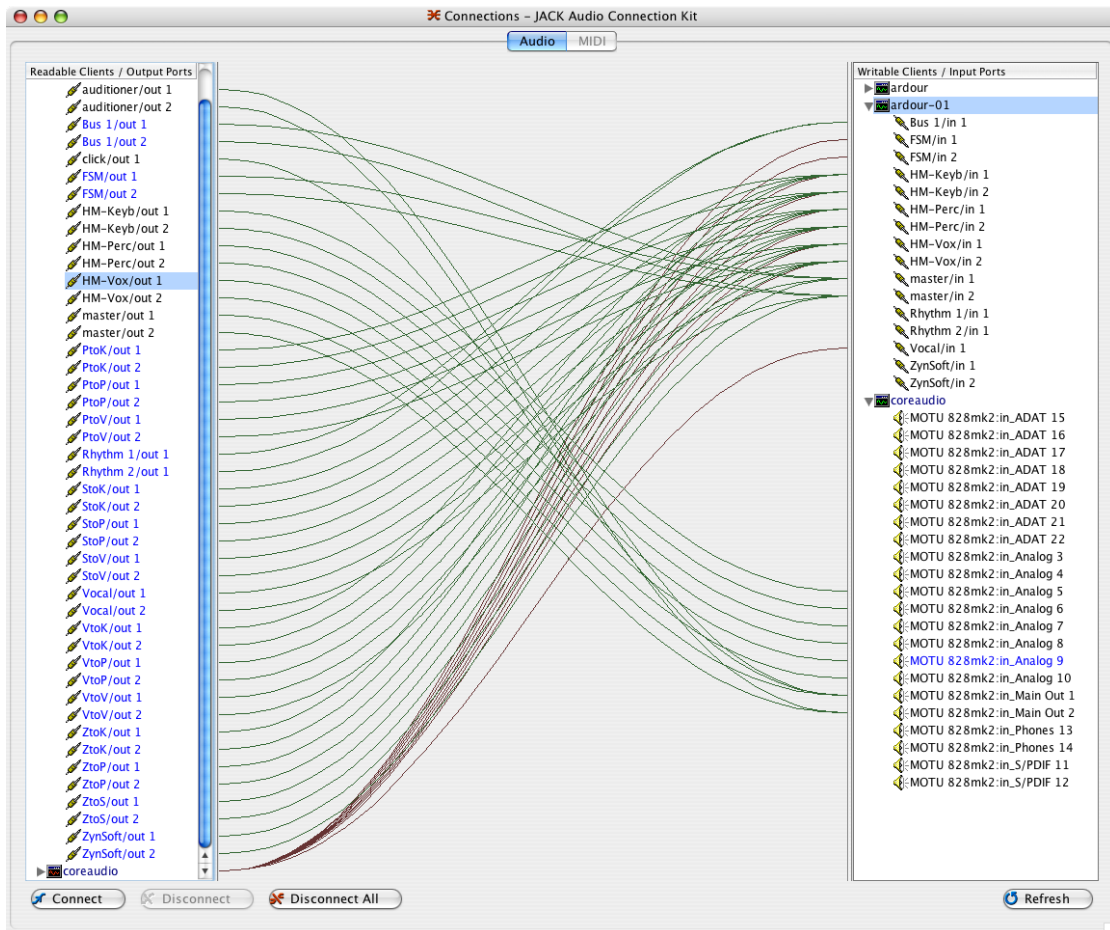 Connections – JACK Audio Connection Kit
Audio MIDI
Readable Clients / Output Ports
auditioner/out 1
auditioner/out 2
Bus 1/out 1
Bus 1/out 2
click/out 1
FSM/out 1
FSM/out 2
HM-Keyb/out 1
HM-Keyb/out 2
HM-Perc/out 1
HM-Perc/out 2
HM-Vox/out 1
HM-Vox/out 2
master/out 1
master/out 2
PtoK/out 1
PtoK/out 2
PtoP/out 1
PtoP/out 2
PtoV/out 1
PtoV/out 2
Rhythm 1/out 1
Rhythm 2/out 1
StoK/out 1
StoK/out 2
StoP/out 1
StoP/out 2
StoV/out 1
StoV/out 2
Vocal/out 1
Vocal/out 2
VtoK/out 1
VtoK/out 2
VtoP/out 1
VtoP/out 2
VtoV/out 1
VtoV/out 2
ZtoK/out 1
ZtoK/out 2
ZtoP/out 1
ZtoP/out 2
ZtoS/out 1
ZtoS/out 2
ZynSoft/out 1
ZynSoft/out 2
coreaudio
Writable Clients / Input Ports
ardour
ardour-01
Bus 1/in 1
FSM/in 1
FSM/in 2
HM-Keyb/in 1
HM-Keyb/in 2
HM-Perc/in 1
HM-Perc/in 2
HM-Vox/in 1
HM-Vox/in 2
master/in 1
master/in 2
Rhythm 1/in 1
Rhythm 2/in 1
Vocal/in 1
ZynSoft/in 1
ZynSoft/in 2
coreaudio
MOTU 828mk2:in_ADAT 15
MOTU 828mk2:in_ADAT 16
MOTU 828mk2:in_ADAT 17
MOTU 828mk2:in_ADAT 18
MOTU 828mk2:in_ADAT 19
MOTU 828mk2:in_ADAT 20
MOTU 828mk2:in_ADAT 21
MOTU 828mk2:in_ADAT 22
MOTU 828mk2:in_Analog 3
MOTU 828mk2:in_Analog 4
MOTU 828mk2:in_Analog 5
MOTU 828mk2:in_Analog 6
MOTU 828mk2:in_Analog 7
MOTU 828mk2:in_Analog 8
MOTU 828mk2:in_Analog 9
MOTU 828mk2:in_Analog 10
MOTU 828mk2:in_Main Out 1
MOTU 828mk2:in_Main Out 2
MOTU 828mk2:in_Phones 13
MOTU 828mk2:in_Phones 14
MOTU 828mk2:in_S/PDIF 11
MOTU 828mk2:in_S/PDIF 12
Connect Disconnect Disconnect All Refresh